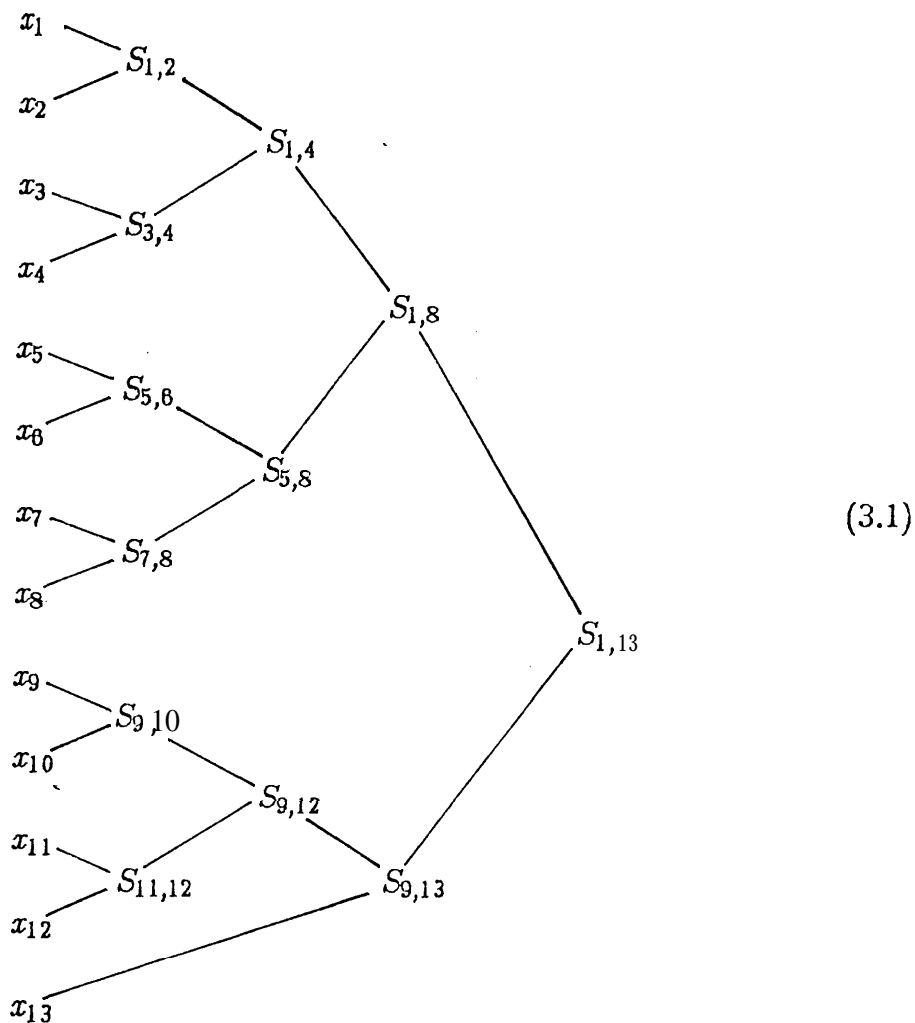 x₁
S₁,₂
x₂
S₁,₄
x₃
S₃,₄
x₄
S₁,₈
x₅
S₅,₆
x₆
S₅,₈
x₇
(3.1)
S₇,₈
x₈
S₁,₁₃
x₉
S₉,₁₀
x₁₀
S₉,₁₂
x₁₁
S₁₁,₁₂
S₉,₁₃
x₁₂
x₁₃